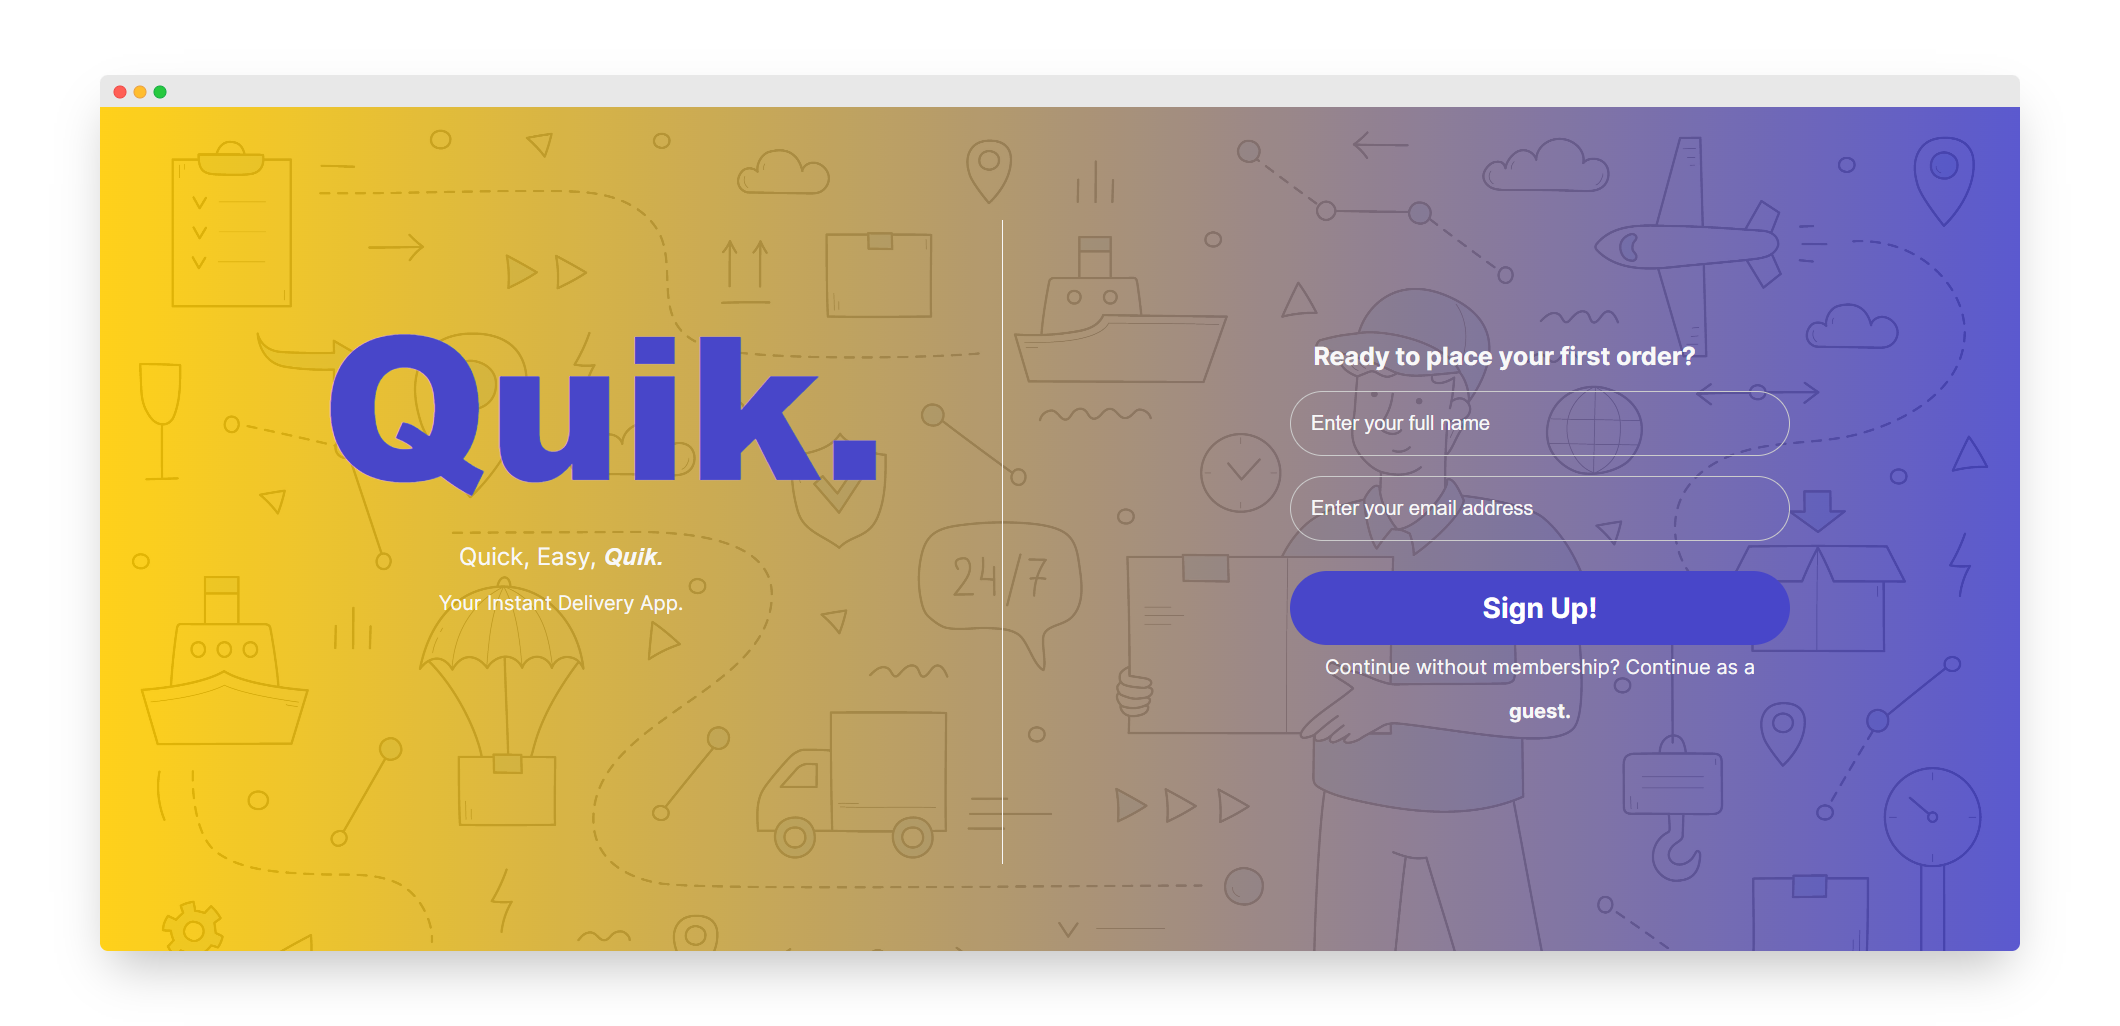 Quik.
Quick, Easy, Quik.
Your Instant Delivery App.
24/7
Ready to place your first order?
Enter your full name
Enter your email address
Sign Up!
Continue without membership? Continue as a
guest.